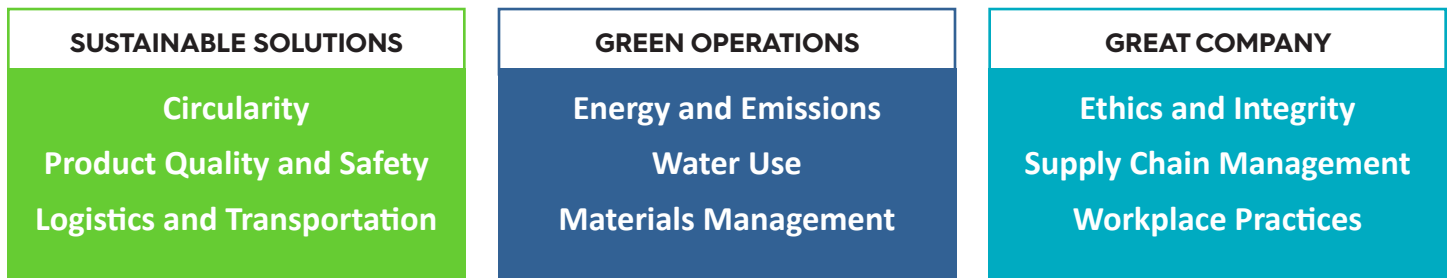 SUSTAINABLE SOLUTIONS
Circularity
Product Quality and Safety
Logistics and Transportation
GREEN OPERATIONS
Energy and Emissions
Water Use
Materials Management
GREAT COMPANY
Ethics and Integrity
Supply Chain Management
Workplace Practices